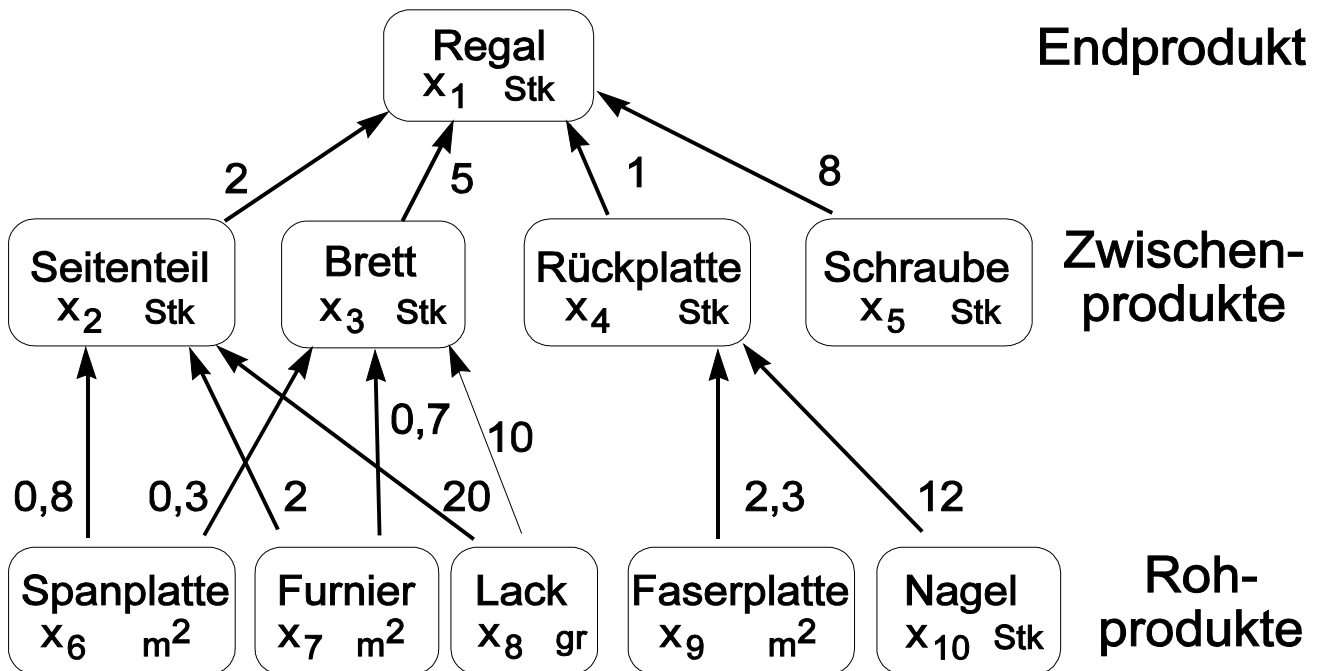 Regal
x1 Stk
Endprodukt
2
5
1
8
Seitenteil
x2 Stk
Brett
x3 Stk
Rückplatte
x4 Stk
Schraube
x5 Stk
Zwischen-
produkte
0,7
10
0,8
0,3
2
20
2,3
12
Spanplatte
x6 m2
Furnier
x7 m2
Lack
x8 gr
Faserplatte
x9 m2
Nagel
x10 Stk
Roh-
produkte